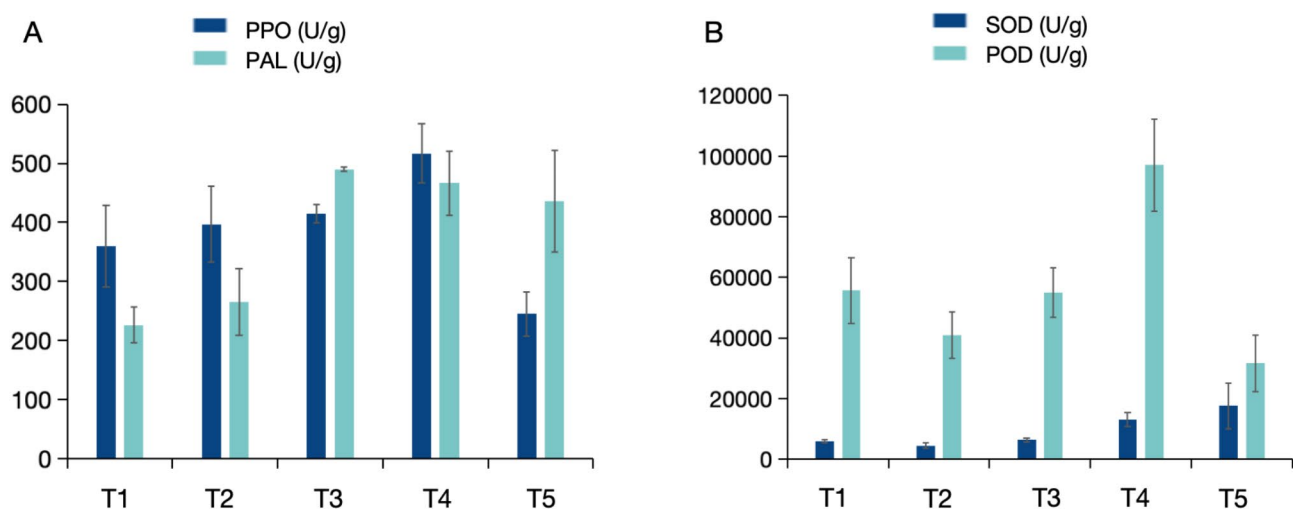 A
PPO (U/g)
PAL (U/g)
600
500
400
300
200
100
0
T1 T2 T3 T4 T5
B
SOD (U/g)
POD (U/g)
120000
100000
80000
60000
40000
20000
0
T1 T2 T3 T4 T5